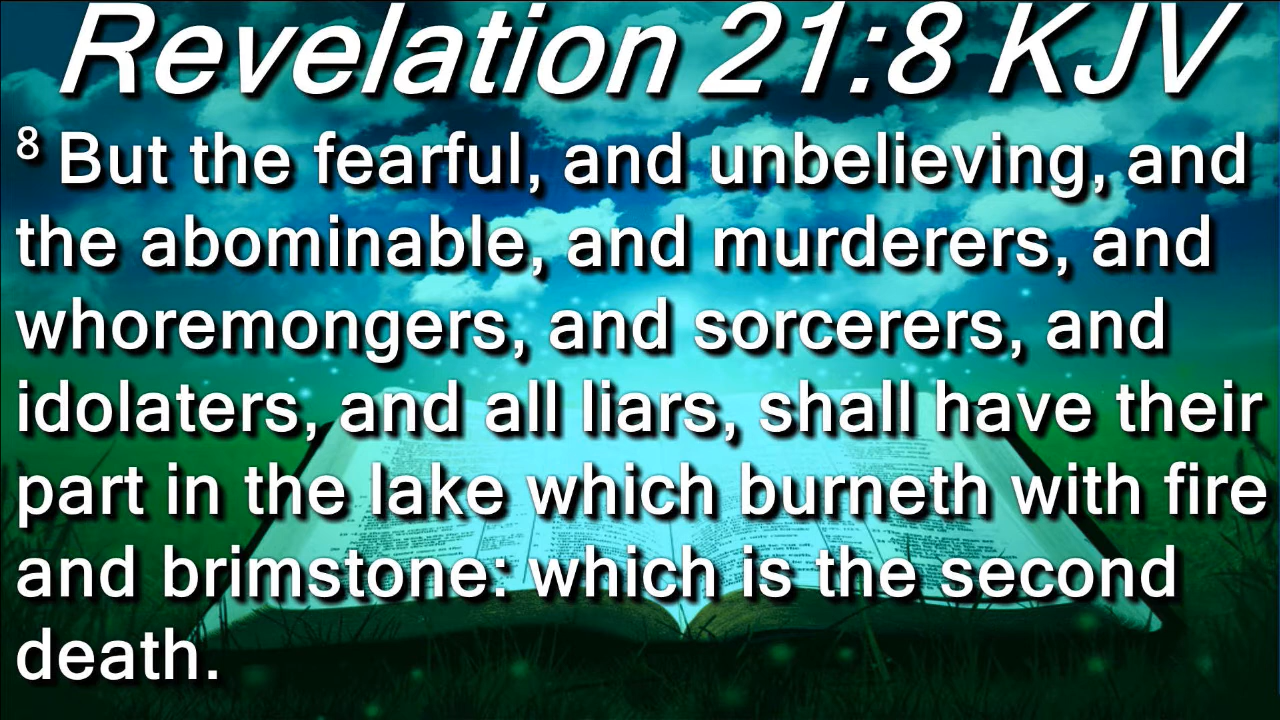 Revelation 21:8 KJV
8 But the fearful, and unbelieving, and
the abominable, and murderers, and
whoremongers, and sorcerers, and
idolaters, and all liars, shall have their
part in the lake which burneth with fire
and brimstone: which is the second
death.